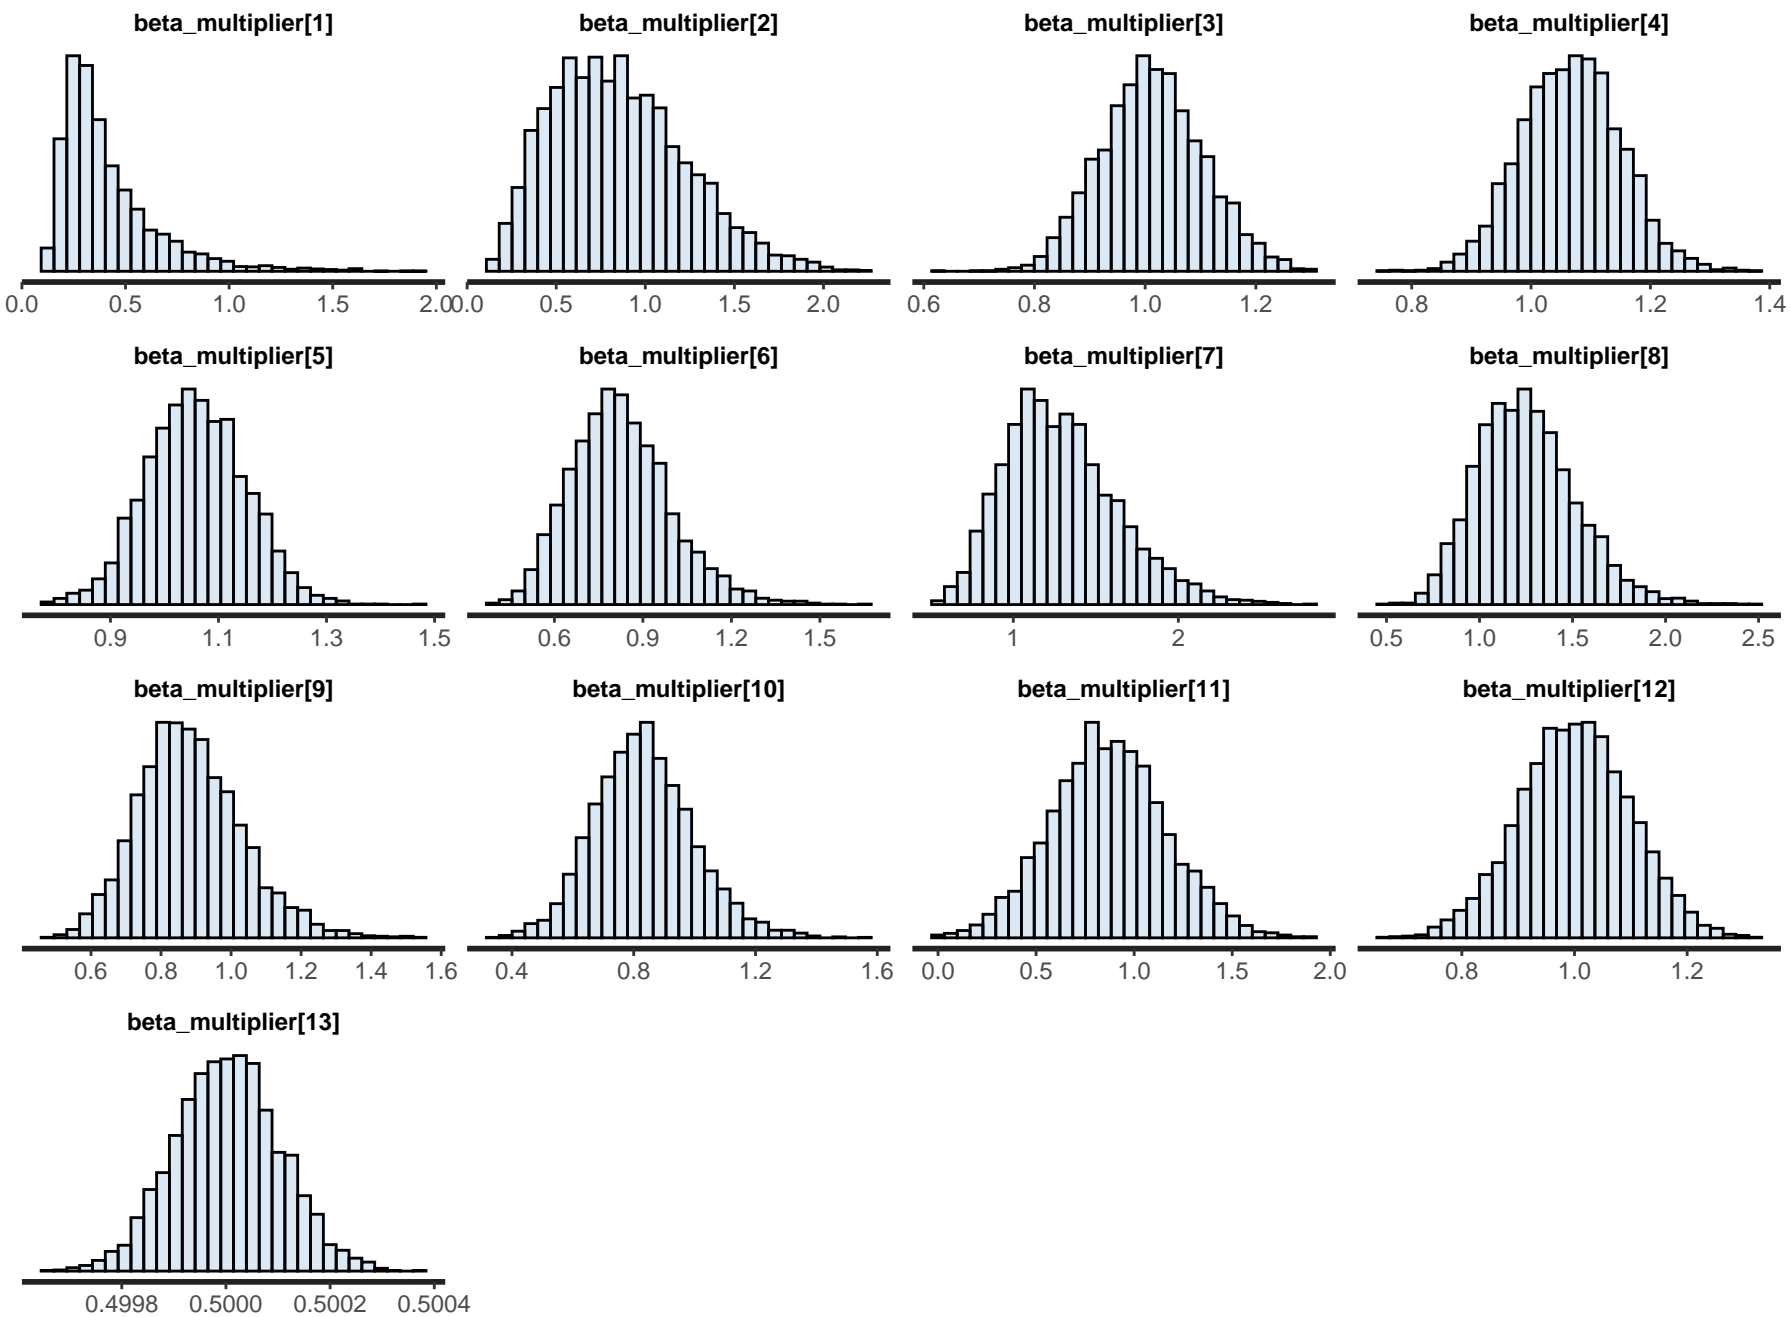 beta_multiplier[1] beta_multiplier[2] beta_multiplier[3] beta_multiplier[4]
0.0 0.5 1.0 1.5 2.0 0.0 0.5 1.0 1.5 2.0 0.6 0.8 1.0 1.2 0.8 1.0 1.2 1.4
beta_multiplier[5] beta_multiplier[6] beta_multiplier[7] beta_multiplier[8]
0.9 1.1 1.3 1.5 0.6 0.9 1.2 1.5 1 2 0.5 1.0 1.5 2.0 2.5
beta_multiplier[9] beta_multiplier[10] beta_multiplier[11] beta_multiplier[12]
0.6 0.8 1.0 1.2 1.4 1.6 0.4 0.8 1.2 1.6 0.0 0.5 1.0 1.5 2.0 0.8 1.0 1.2
beta_multiplier[13]
0.4998 0.5000 0.5002 0.5004